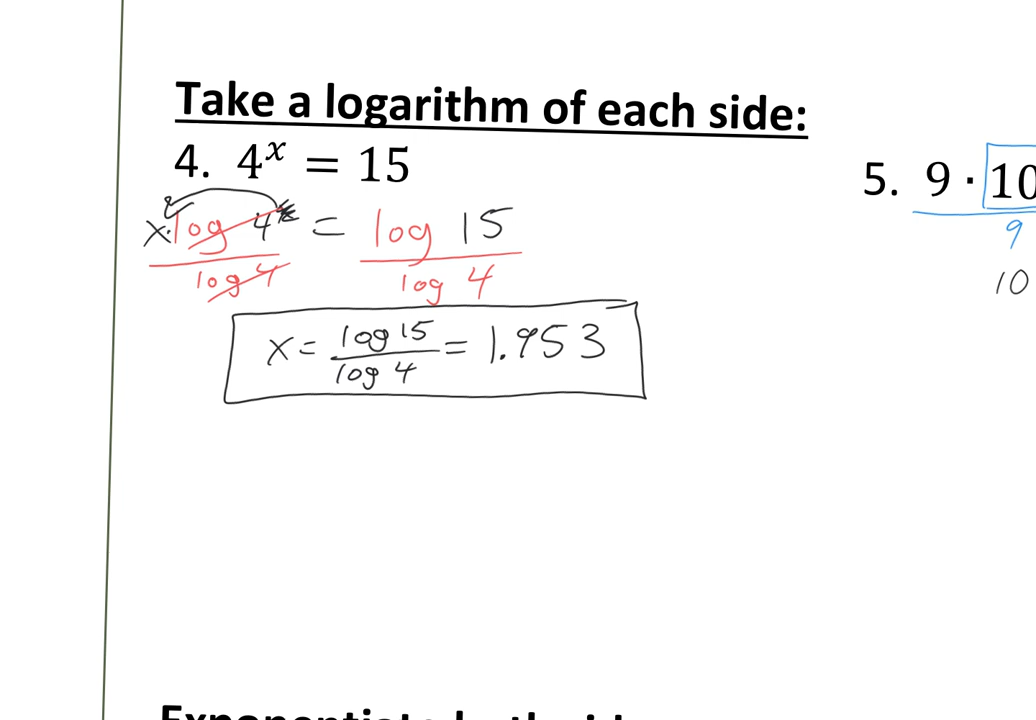 Take a logarithm of each side:
4. 4^x = 15
x·log 4^x = log 15
log 4 log 4
x = log 15 / log 4 = 1.953
5. 9 · 10
9
10